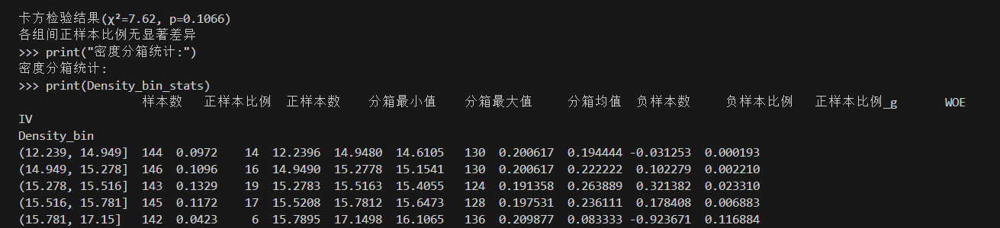 卡方检验结果(χ²=7.62, p=0.1066)
各组间正样本比例无显著差异
>>> print("密度分箱统计:")
密度分箱统计:
>>> print(Density_bin_stats)
样本数 正样本比例 正样本数 分箱最小值 分箱最大值 分箱均值 负样本数 负样本比例 正样本比例_g WOE
IV
Density_bin
(12.239, 14.949] 144 0.0972 14 12.2396 14.9480 14.6105 130 0.200617 0.194444 -0.031253 0.000193
(14.949, 15.278] 146 0.1096 16 14.9490 15.2778 15.1541 130 0.200617 0.222222 0.102279 0.002210
(15.278, 15.516] 143 0.1329 19 15.2783 15.5163 15.4055 124 0.191358 0.263889 0.321382 0.023310
(15.516, 15.781] 145 0.1172 17 15.5208 15.7812 15.6473 128 0.197531 0.236111 0.178408 0.006883
(15.781, 17.15] 142 0.0423 6 15.7895 17.1498 16.1065 136 0.209877 0.083333 -0.923671 0.116884